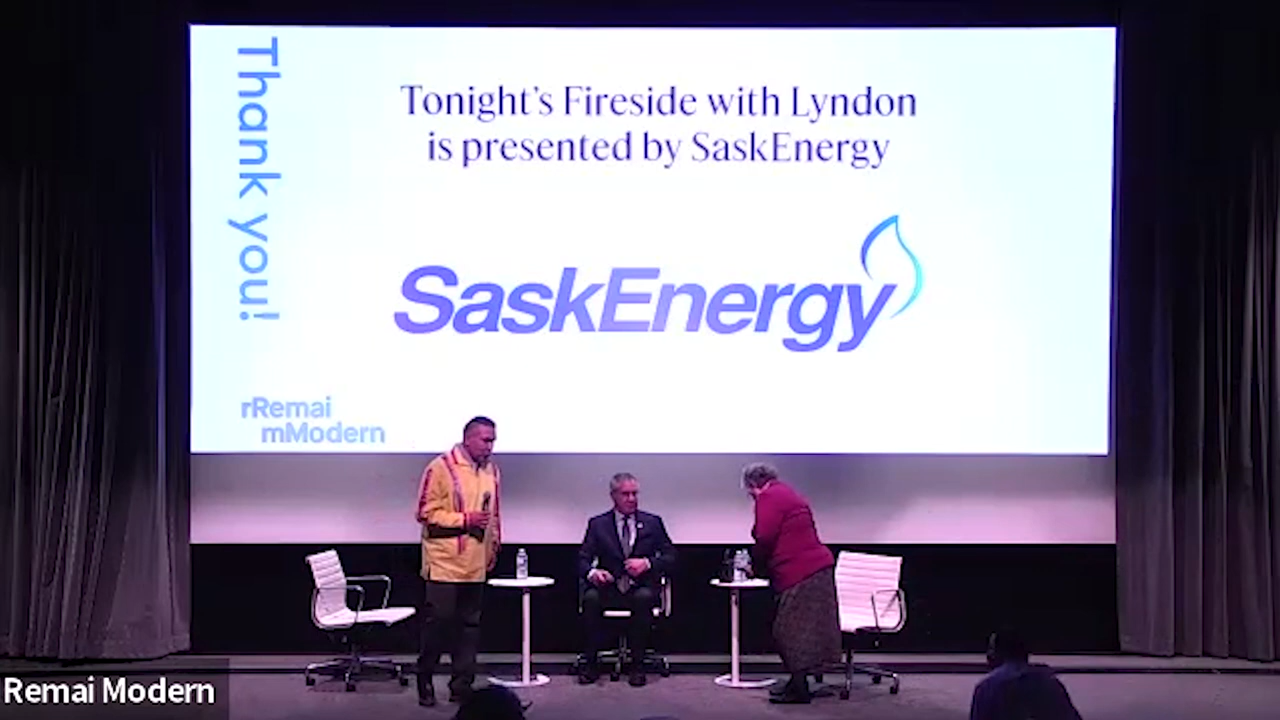 Thank you!
Tonight's Fireside with Lyndon
is presented by SaskEnergy
SaskEnergy
rRemai
mModern
Remai Modern